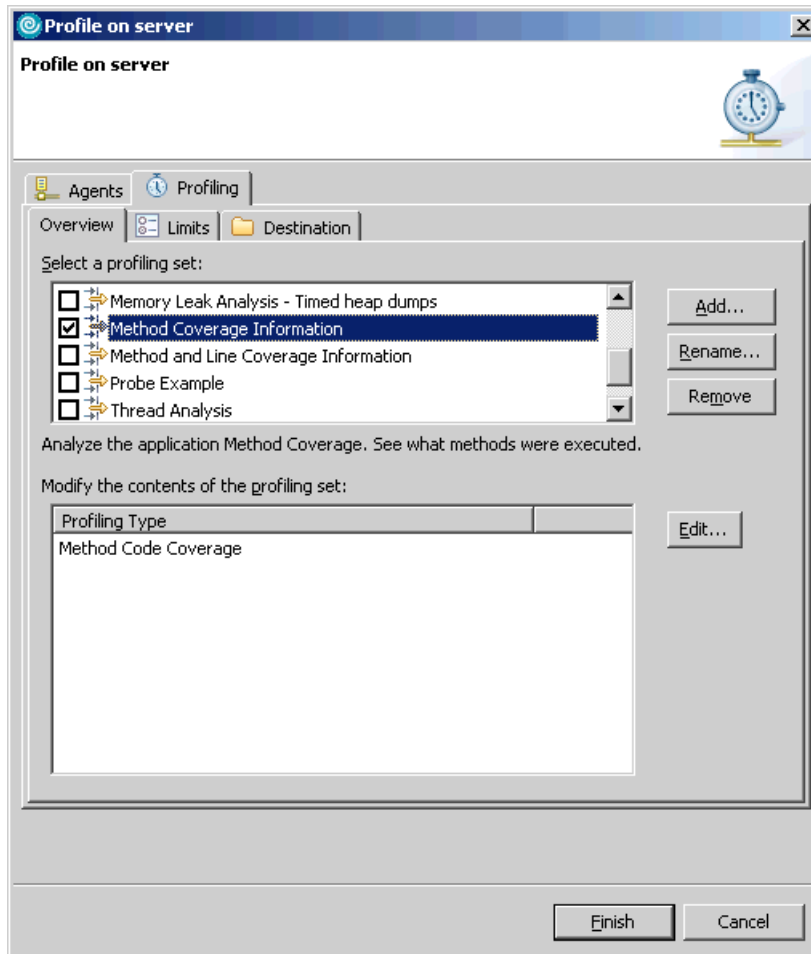 Profile on server
Profile on server
Agents Profiling
Overview Limits Destination
Select a profiling set:
Memory Leak Analysis - Timed heap dumps
Add...
Method Coverage Information
Method and Line Coverage Information
Rename...
Probe Example
Remove
Thread Analysis
Analyze the application Method Coverage. See what methods were executed.
Modify the contents of the profiling set:
Profiling Type
Edit...
Method Code Coverage
Finish Cancel